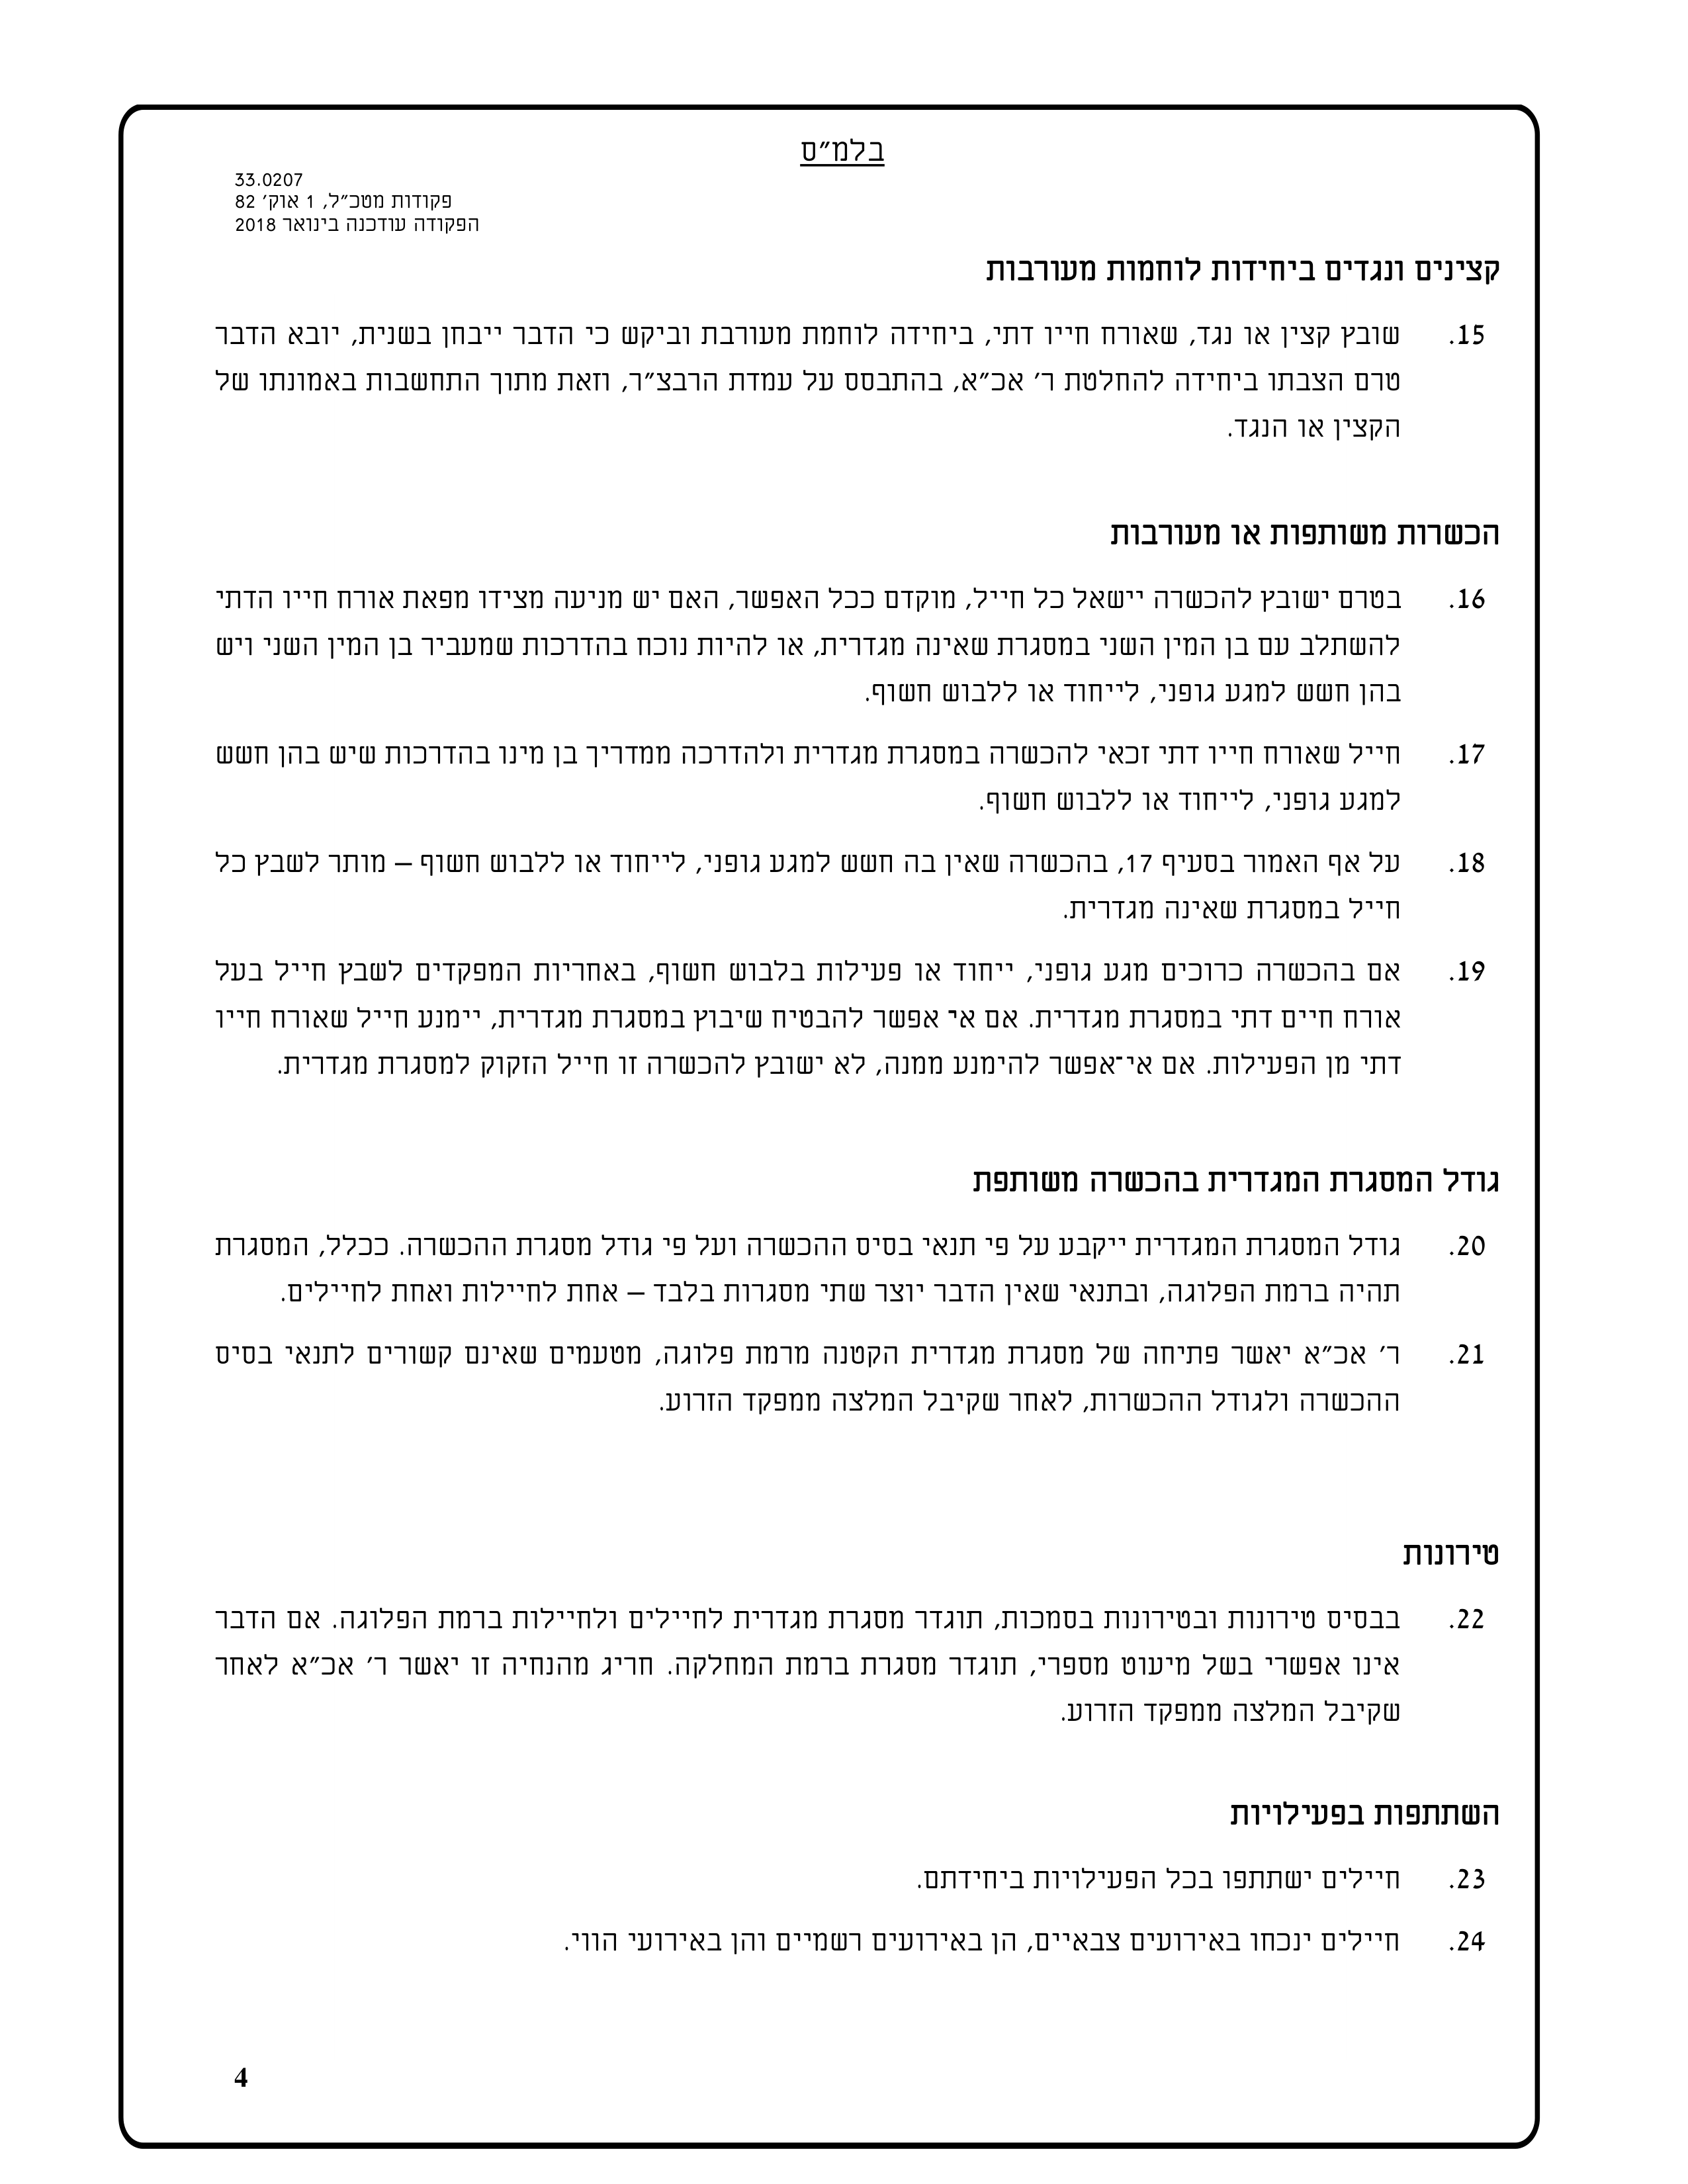 בלמ״ס
33.0207
פקודות מטכ״ל, 1 אוק׳ 82
הפקודה עודכנה בינואר 2018
קצינים ונגדים ביחידות לוחמות מעורבות
15. שובץ קצין או נגד, שאורח חייו דתי, ביחידה לוחמת מעורבת וביקש כי הדבר ייבחן בשנית, יובא הדבר
טרם הצבתו ביחידה להחלטת ר׳ אכ״א, בהתבסס על עמדת הרבצ״ר, וזאת מתוך התחשבות באמונתו של
הקצין או הנגד.
הכשרות משותפות או מעורבות
16. בטרם ישובץ להכשרה יישאל כל חייל, מוקדם ככל האפשר, האם יש מניעה מצידו מפאת אורח חייו הדתי
להשתלב עם בן המין השני במסגרת שאינה מגדרית, או להיות נוכח בהדרכות שמעביר בן המין השני ויש
בהן חשש למגע גופני, לייחוד או ללבוש חשוף.
17. חייל שאורח חייו דתי זכאי להכשרה במסגרת מגדרית ולהדרכה ממדריך בן מינו בהדרכות שיש בהן חשש
למגע גופני, לייחוד או ללבוש חשוף.
18. על אף האמור בסעיף 17, בהכשרה שאין בה חשש למגע גופני, לייחוד או ללבוש חשוף – מותר לשבץ כל
חייל במסגרת שאינה מגדרית.
19. אם בהכשרה כרוכים מגע גופני, ייחוד או פעילות בלבוש חשוף, באחריות המפקדים לשבץ חייל בעל
אורח חיים דתי במסגרת מגדרית. אם אי־אפשר להבטיח שיבוץ במסגרת מגדרית, יימנע חייל שאורח חייו
דתי מן הפעילות. אם אי־אפשר להימנע ממנה, לא ישובץ להכשרה זו חייל הזקוק למסגרת מגדרית.
גודל המסגרת המגדרית בהכשרה משותפת
20. גודל המסגרת המגדרית ייקבע על פי תנאי בסיס ההכשרה ועל פי גודל מסגרת ההכשרה. ככלל, המסגרת
תהיה ברמת הפלוגה, ובתנאי שאין הדבר יוצר שתי מסגרות בלבד – אחת לחיילות ואחת לחיילים.
21. ר׳ אכ״א יאשר פתיחה של מסגרת מגדרית הקטנה מרמת פלוגה, מטעמים שאינם קשורים לתנאי בסיס
ההכשרה ולגודל ההכשרות, לאחר שקיבל המלצה ממפקד הזרוע.
טירונות
22. בבסיס טירונות ובטירונות בסמכות, תוגדר מסגרת מגדרית לחיילים ולחיילות ברמת הפלוגה. אם הדבר
אינו אפשרי בשל מיעוט מספרי, תוגדר מסגרת ברמת המחלקה. חריג מהנחיה זו יאשר ר׳ אכ״א לאחר
שקיבל המלצה ממפקד הזרוע.
השתתפות בפעילויות
23. חיילים ישתתפו בכל הפעילויות ביחידתם.
24. חיילים ינכחו באירועים צבאיים, הן באירועים רשמיים והן באירועי הווי.
4